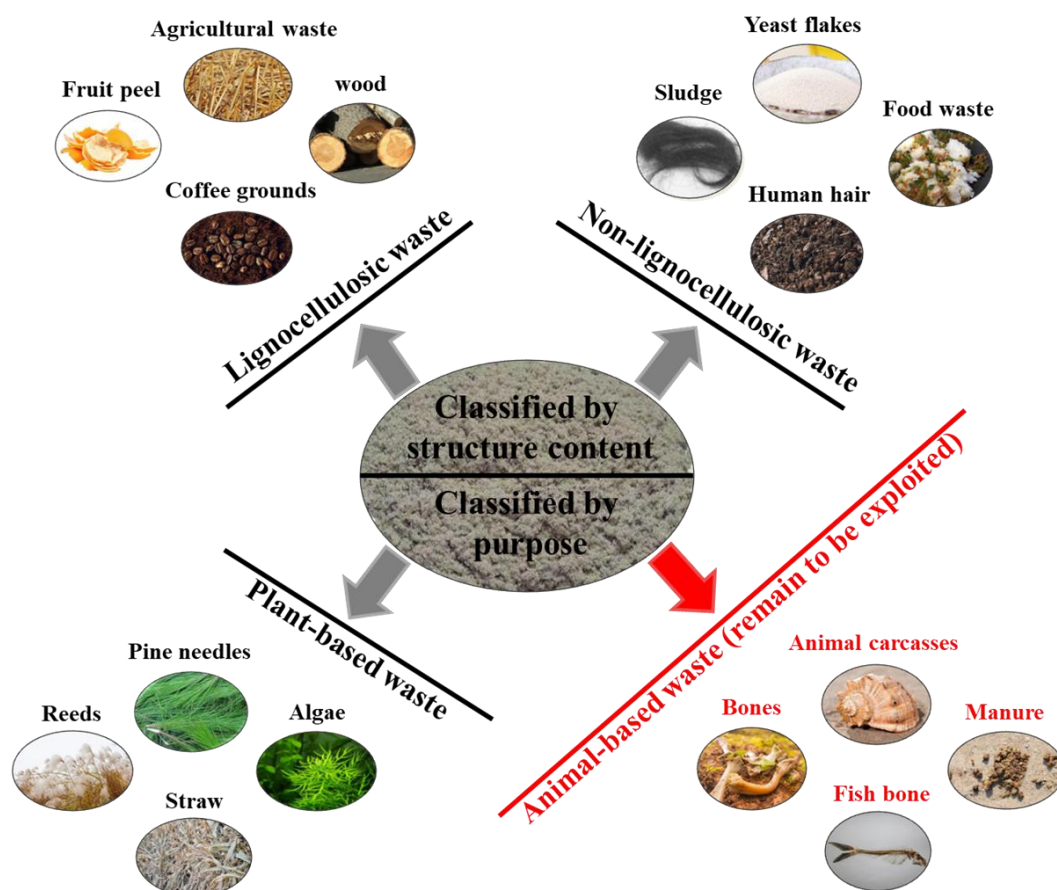 Agricultural waste
Fruit peel
wood
Coffee grounds
Lignocellulosic waste
Yeast flakes
Sludge
Food waste
Human hair
Non-lignocellulosic waste
Classified by
structure content
Classified by
purpose
Plant-based waste
Pine needles
Reeds
Algae
Straw
Animal-based waste (remain to be exploited)
Animal carcasses
Bones
Manure
Fish bone